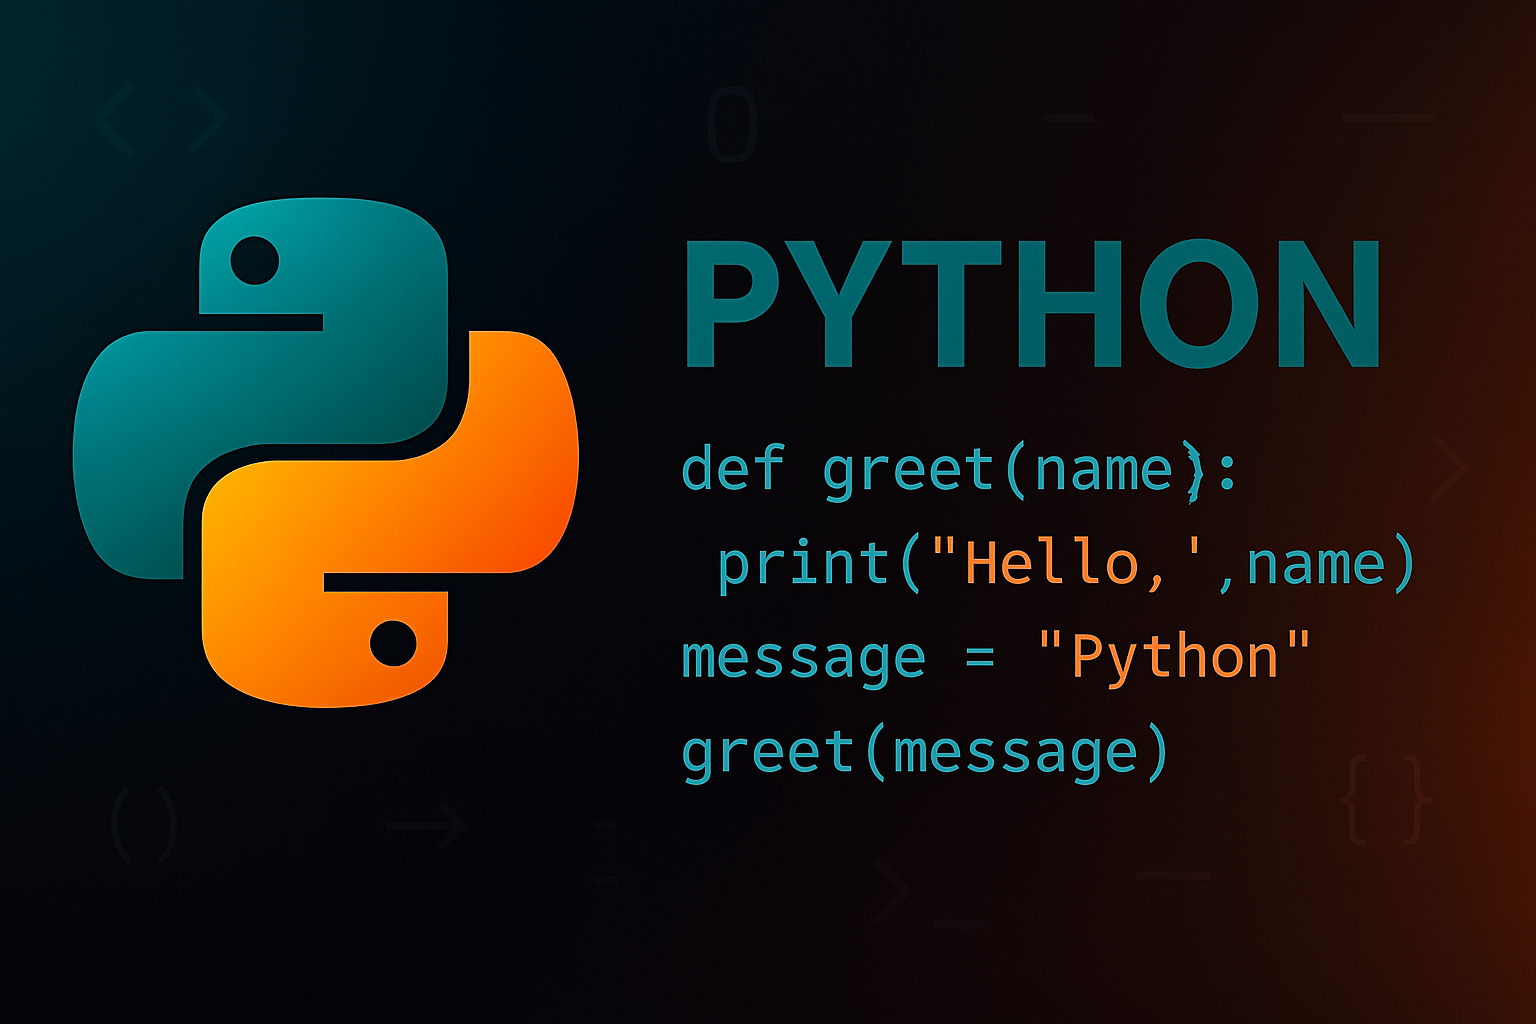 PYTHON
def greet(name):
 print("Hello,',name)
message = "Python"
greet(message)